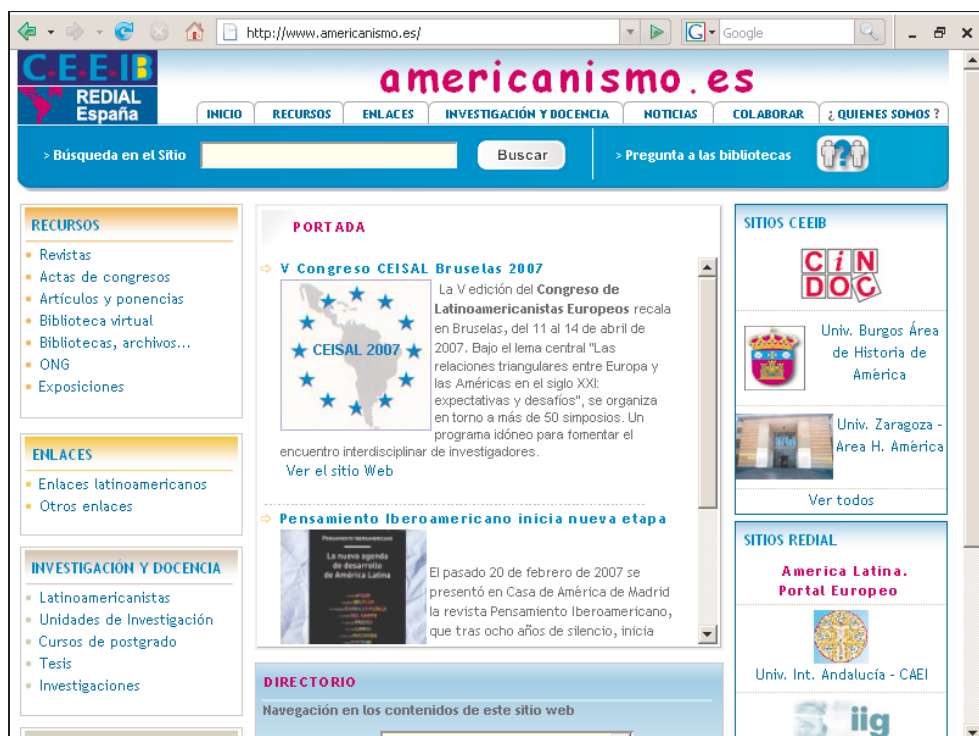 http://www.americanismo.es/
G
Google
C·E·E·I·B
REDIAL
España
americanismo.es
INICIO
RECURSOS
ENLACES
INVESTIGACIÓN Y DOCENCIA
NOTICIAS
COLABORAR
¿ QUIENES SOMOS ?
> Búsqueda en el Sitio
Buscar
> Pregunta a las bibliotecas
?
RECURSOS
Revistas
Actas de congresos
Artículos y ponencias
Biblioteca virtual
Bibliotecas, archivos...
ONG
Exposiciones
ENLACES
Enlaces latinoamericanos
Otros enlaces
INVESTIGACIÓN Y DOCENCIA
Latinoamericanistas
Unidades de Investigación
Cursos de postgrado
Tesis
Investigaciones
PORTADA
V Congreso CEISAL Bruselas 2007
CEISAL 2007
La V edición del Congreso de
Latinoamericanistas Europeos recala
en Bruselas, del 11 al 14 de abril de
2007. Bajo el lema central "Las
relaciones triangulares entre Europa y
las Américas en el siglo XXI:
expectativas y desafíos", se organiza
en torno a más de 50 simposios. Un
programa idóneo para fomentar el
encuentro interdisciplinar de investigadores.
Ver el sitio Web
Pensamiento Iberoamericano inicia nueva etapa
PENSAMIENTO IBEROAMERICANO
La nueva agenda
de desarrollo
de América Latina
El pasado 20 de febrero de 2007 se
presentó en Casa de América de Madrid
la revista Pensamiento Iberoamericano,
que tras ocho años de silencio, inicia
DIRECTORIO
Navegación en los contenidos de este sitio web
SITIOS CEEIB
CiN
DOC
Univ. Burgos Área
de Historia de
América
Univ. Zaragoza -
Area H. América
Ver todos
SITIOS REDIAL
America Latina.
Portal Europeo
Univ. Int. Andalucía - CAEI
iig